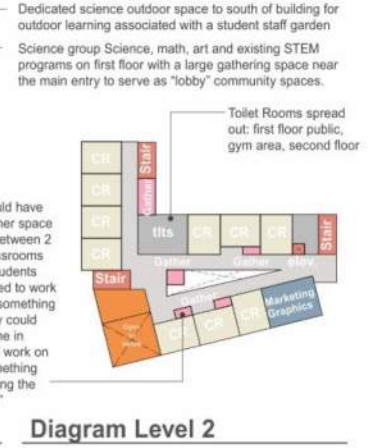 Dedicated science outdoor space to south of building for
outdoor learning associated with a student staff garden
Science group Science, math, art and existing STEM
programs on first floor with a large gathering space near
the main entry to serve as "lobby" community spaces.
Toilet Rooms spread
out: first floor public,
gym area, second floor
uld have
ner space
etween 2
ssrooms
udents
ed to work
something
y could
ne in
work on
nething
ng the
CR
Stair
CR
Gather
CR
tlts
CR
CR
CR
Stair
CR
Gather
Gather
elev.
Stair
Gather
Marketing
Graphics
CR
CR
CR
Diagram Level 2